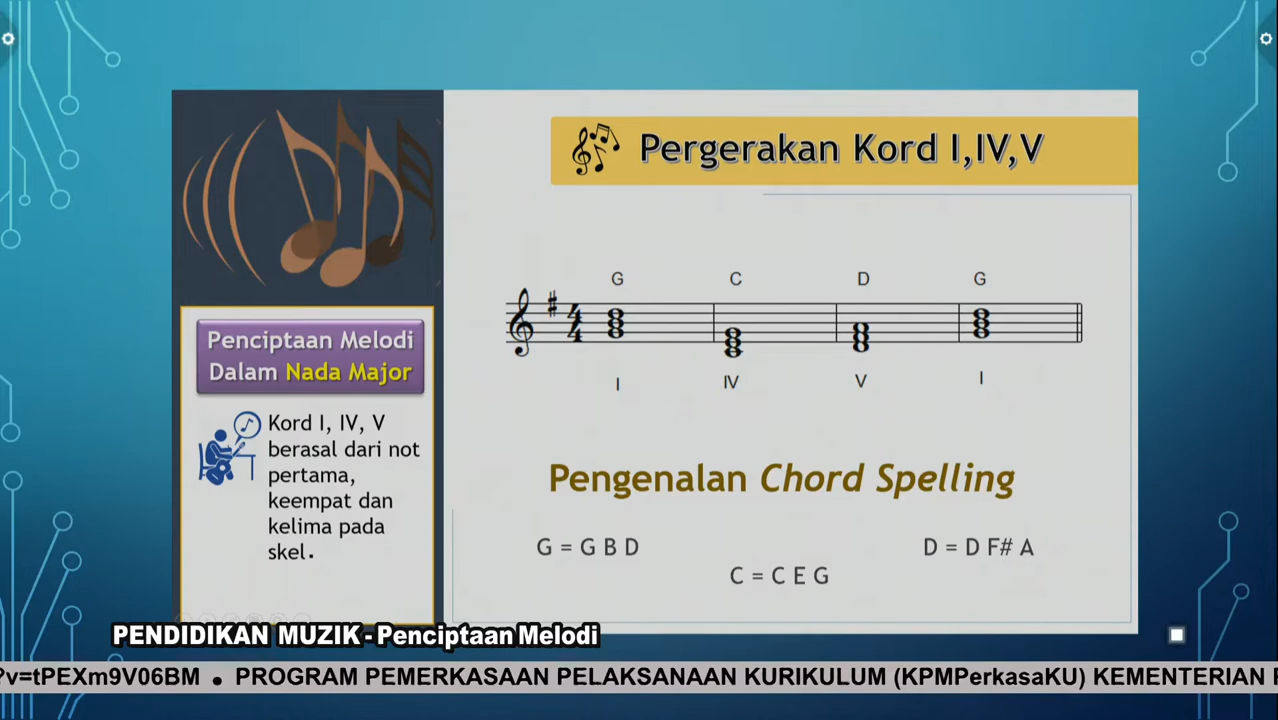 Pergerakan Kord I,IV,V
G C D G
I IV V I
Penciptaan Melodi
Dalam Nada Major
Kord I, IV, V
berasal dari not
pertama,
keempat dan
kelima pada
skel.
Pengenalan Chord Spelling
G = G B D
D = D F# A
C = C E G
PENDIDIKAN MUZIK - Penciptaan Melodi
?v=tPEXm9V06BM • PROGRAM PEMERKASAAN PELAKSANAAN KURIKULUM (KPMPerkasaKU) KEMENTERIAN